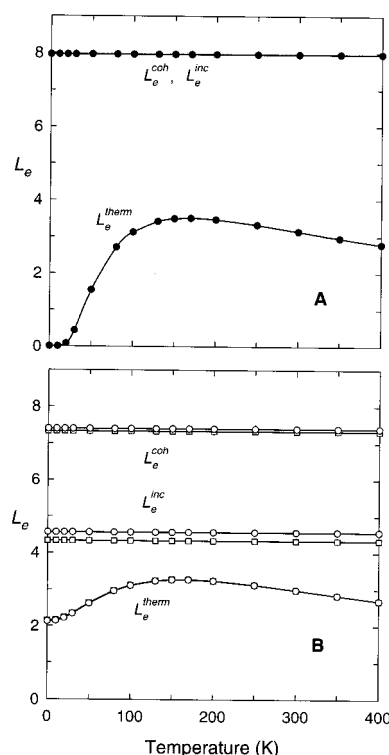 8
6
L_e
4
2
0
L_e^{coh} , L_e^{inc}
L_e^{therm}
A
8
6
L_e
4
2
0
L_e^{coh}
L_e^{inc}
L_e^{therm}
B
0 100 200 300 400
Temperature (K)